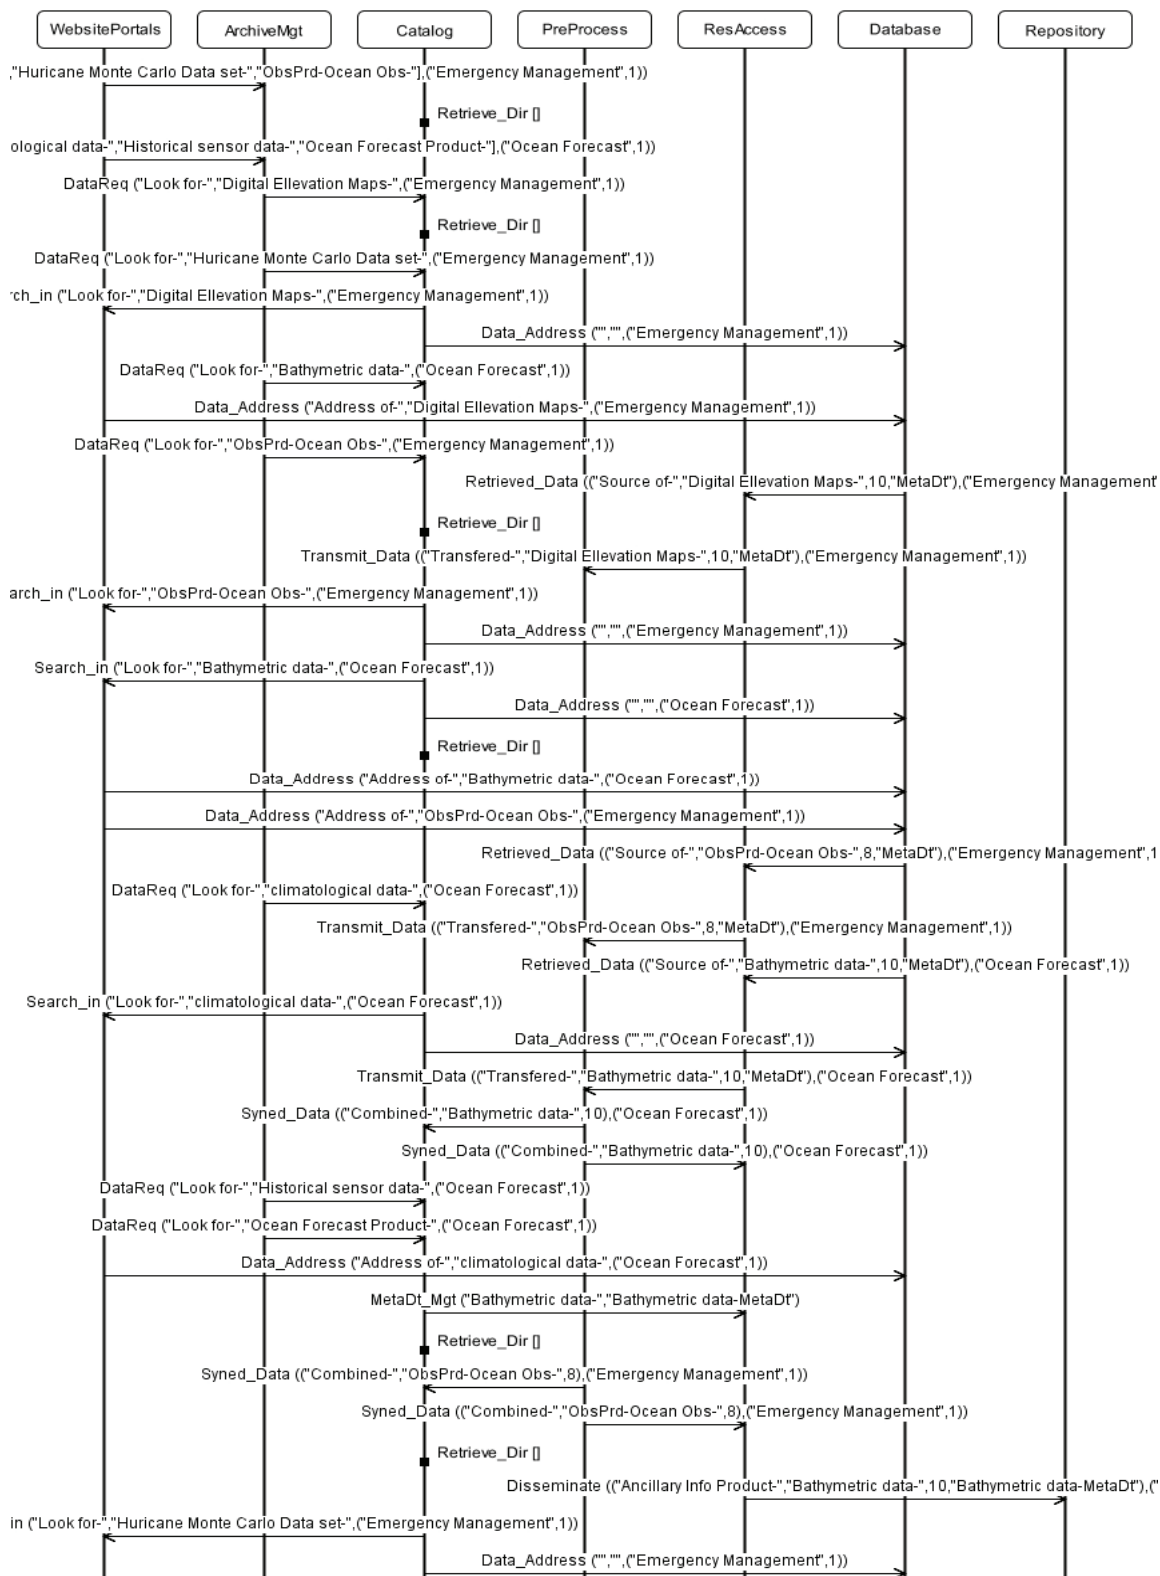 WebsitePortals ArchiveMgt Catalog PreProcess ResAccess Database Repository
,"Huricane Monte Carlo Data set-","ObsPrd-Ocean Obs-"],("Emergency Management",1))
Retrieve_Dir []
ological data-","Historical sensor data-","Ocean Forecast Product-"],("Ocean Forecast",1))
DataReq ("Look for-","Digital Ellevation Maps-",("Emergency Management",1))
Retrieve_Dir []
DataReq ("Look for-","Huricane Monte Carlo Data set-",("Emergency Management",1))
rch_in ("Look for-","Digital Ellevation Maps-",("Emergency Management",1))
Data_Address ("","",("Emergency Management",1))
DataReq ("Look for-","Bathymetric data-",("Ocean Forecast",1))
Data_Address ("Address of-","Digital Ellevation Maps-",("Emergency Management",1))
DataReq ("Look for-","ObsPrd-Ocean Obs-",("Emergency Management",1))
Retrieved_Data (("Source of-","Digital Ellevation Maps-",10,"MetaDt"),("Emergency Management"
Retrieve_Dir []
Transmit_Data (("Transfered-","Digital Ellevation Maps-",10,"MetaDt"),("Emergency Management",1))
arch_in ("Look for-","ObsPrd-Ocean Obs-",("Emergency Management",1))
Data_Address ("","",("Emergency Management",1))
Search_in ("Look for-","Bathymetric data-",("Ocean Forecast",1))
Data_Address ("","",("Ocean Forecast",1))
Retrieve_Dir []
Data_Address ("Address of-","Bathymetric data-",("Ocean Forecast",1))
Data_Address ("Address of-","ObsPrd-Ocean Obs-",("Emergency Management",1))
Retrieved_Data (("Source of-","ObsPrd-Ocean Obs-",8,"MetaDt"),("Emergency Management",1
DataReq ("Look for-","climatological data-",("Ocean Forecast",1))
Transmit_Data (("Transfered-","ObsPrd-Ocean Obs-",8,"MetaDt"),("Emergency Management",1))
Retrieved_Data (("Source of-","Bathymetric data-",10,"MetaDt"),("Ocean Forecast",1))
Search_in ("Look for-","climatological data-",("Ocean Forecast",1))
Data_Address ("","",("Ocean Forecast",1))
Transmit_Data (("Transfered-","Bathymetric data-",10,"MetaDt"),("Ocean Forecast",1))
Syned_Data (("Combined-","Bathymetric data-",10),("Ocean Forecast",1))
Syned_Data (("Combined-","Bathymetric data-",10),("Ocean Forecast",1))
DataReq ("Look for-","Historical sensor data-",("Ocean Forecast",1))
DataReq ("Look for-","Ocean Forecast Product-",("Ocean Forecast",1))
Data_Address ("Address of-","climatological data-",("Ocean Forecast",1))
MetaDt_Mgt ("Bathymetric data-","Bathymetric data-MetaDt")
Retrieve_Dir []
Syned_Data (("Combined-","ObsPrd-Ocean Obs-",8),("Emergency Management",1))
Syned_Data (("Combined-","ObsPrd-Ocean Obs-",8),("Emergency Management",1))
Retrieve_Dir []
Disseminate (("Ancillary Info Product-","Bathymetric data-",10,"Bathymetric data-MetaDt"),("
in ("Look for-","Huricane Monte Carlo Data set-",("Emergency Management",1))
Data_Address ("","",("Emergency Management",1))